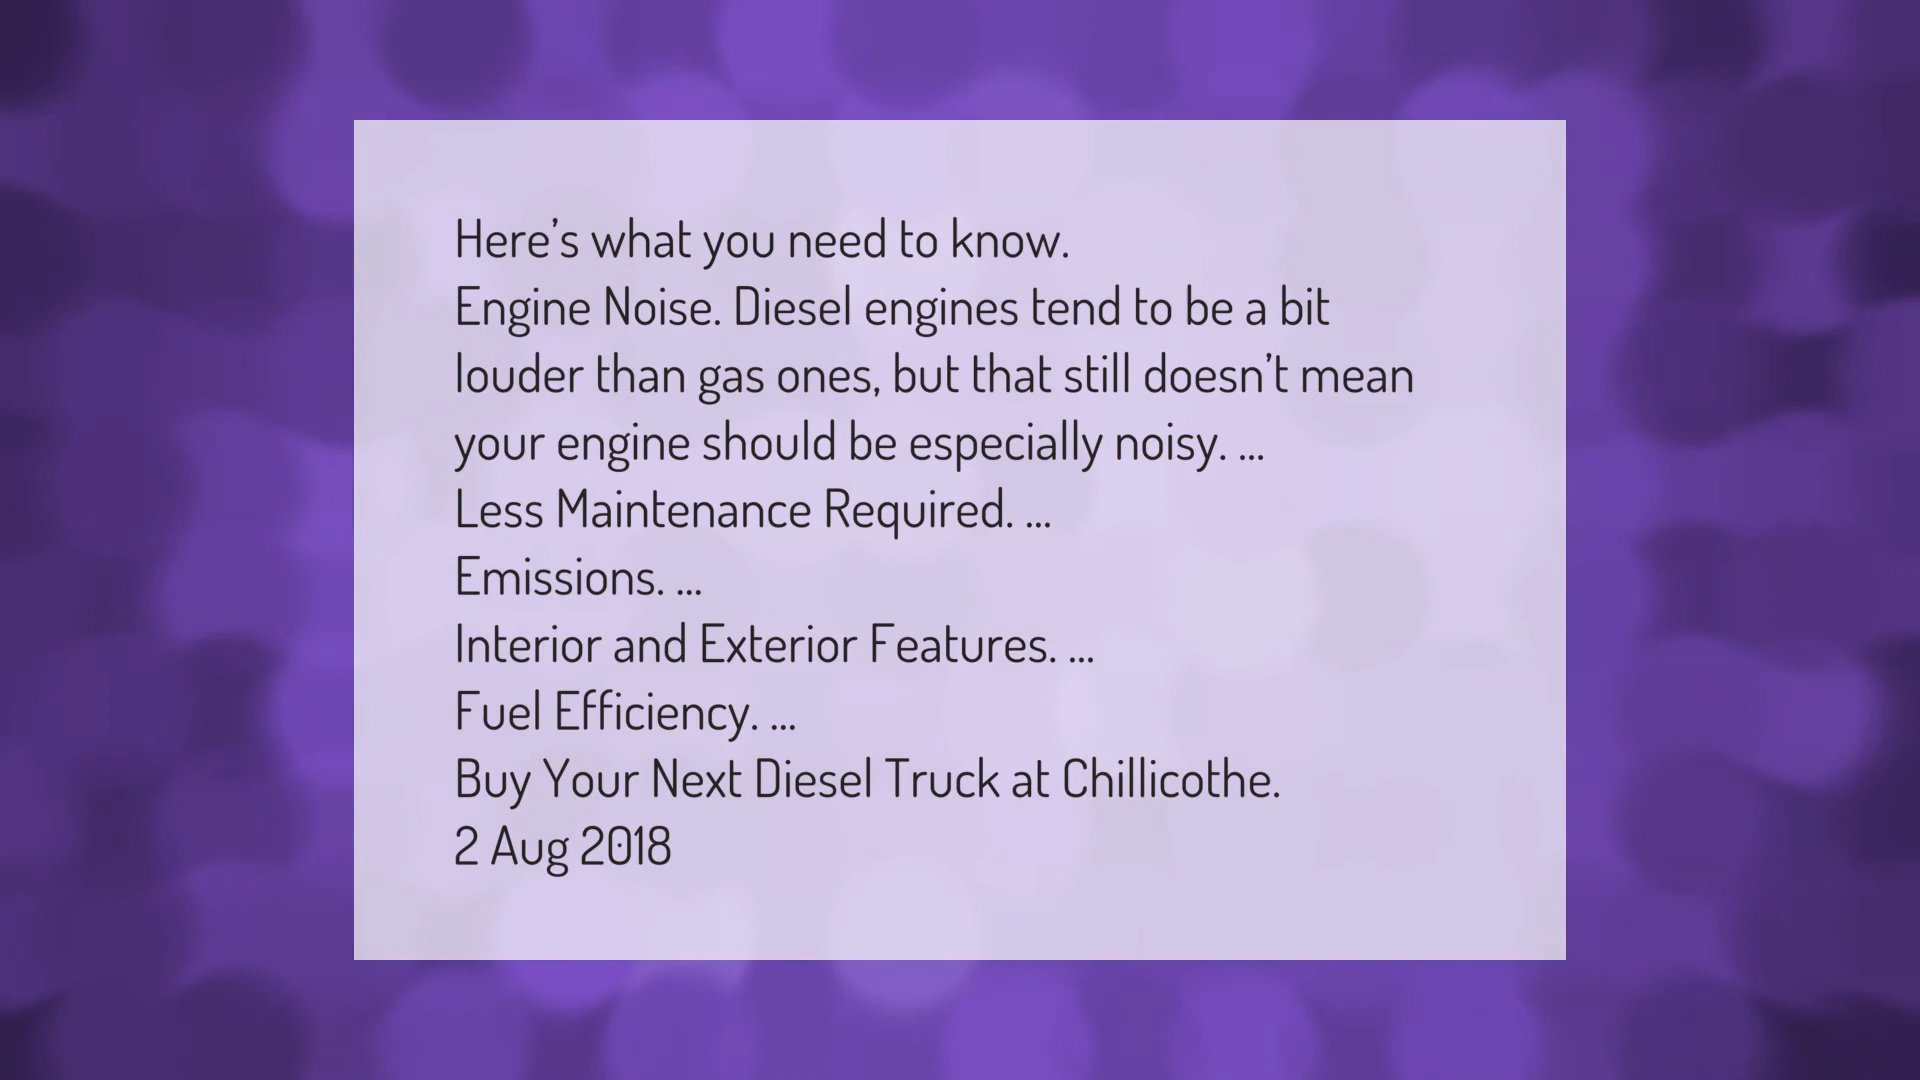 Here's what you need to know.
Engine Noise. Diesel engines tend to be a bit
louder than gas ones, but that still doesn't mean
your engine should be especially noisy. ...
Less Maintenance Required. ...
Emissions. ...
Interior and Exterior Features. ...
Fuel Efficiency. ...
Buy Your Next Diesel Truck at Chillicothe.
2 Aug 2018